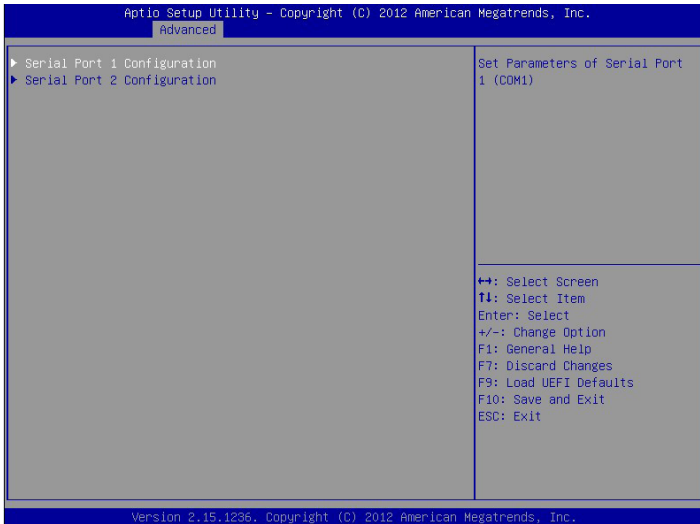 Aptio Setup Utility – Copyright (C) 2012 American Megatrends, Inc.
Advanced
Serial Port 1 Configuration
Serial Port 2 Configuration
Set Parameters of Serial Port
1 (COM1)
↔: Select Screen
↑↓: Select Item
Enter: Select
+/-: Change Option
F1: General Help
F7: Discard Changes
F9: Load UEFI Defaults
F10: Save and Exit
ESC: Exit
Version 2.15.1236. Copyright (C) 2012 American Megatrends, Inc.